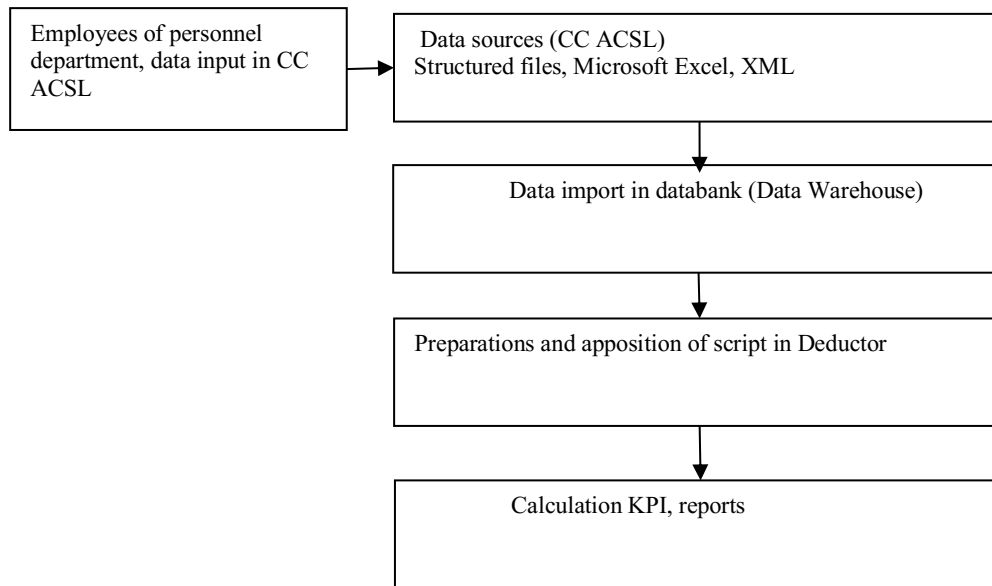 Employees of personnel
department, data input in CC
ACSL
Data sources (CC ACSL)
Structured files, Microsoft Excel, XML
Data import in databank (Data Warehouse)
Preparations and apposition of script in Deductor
Calculation KPI, reports